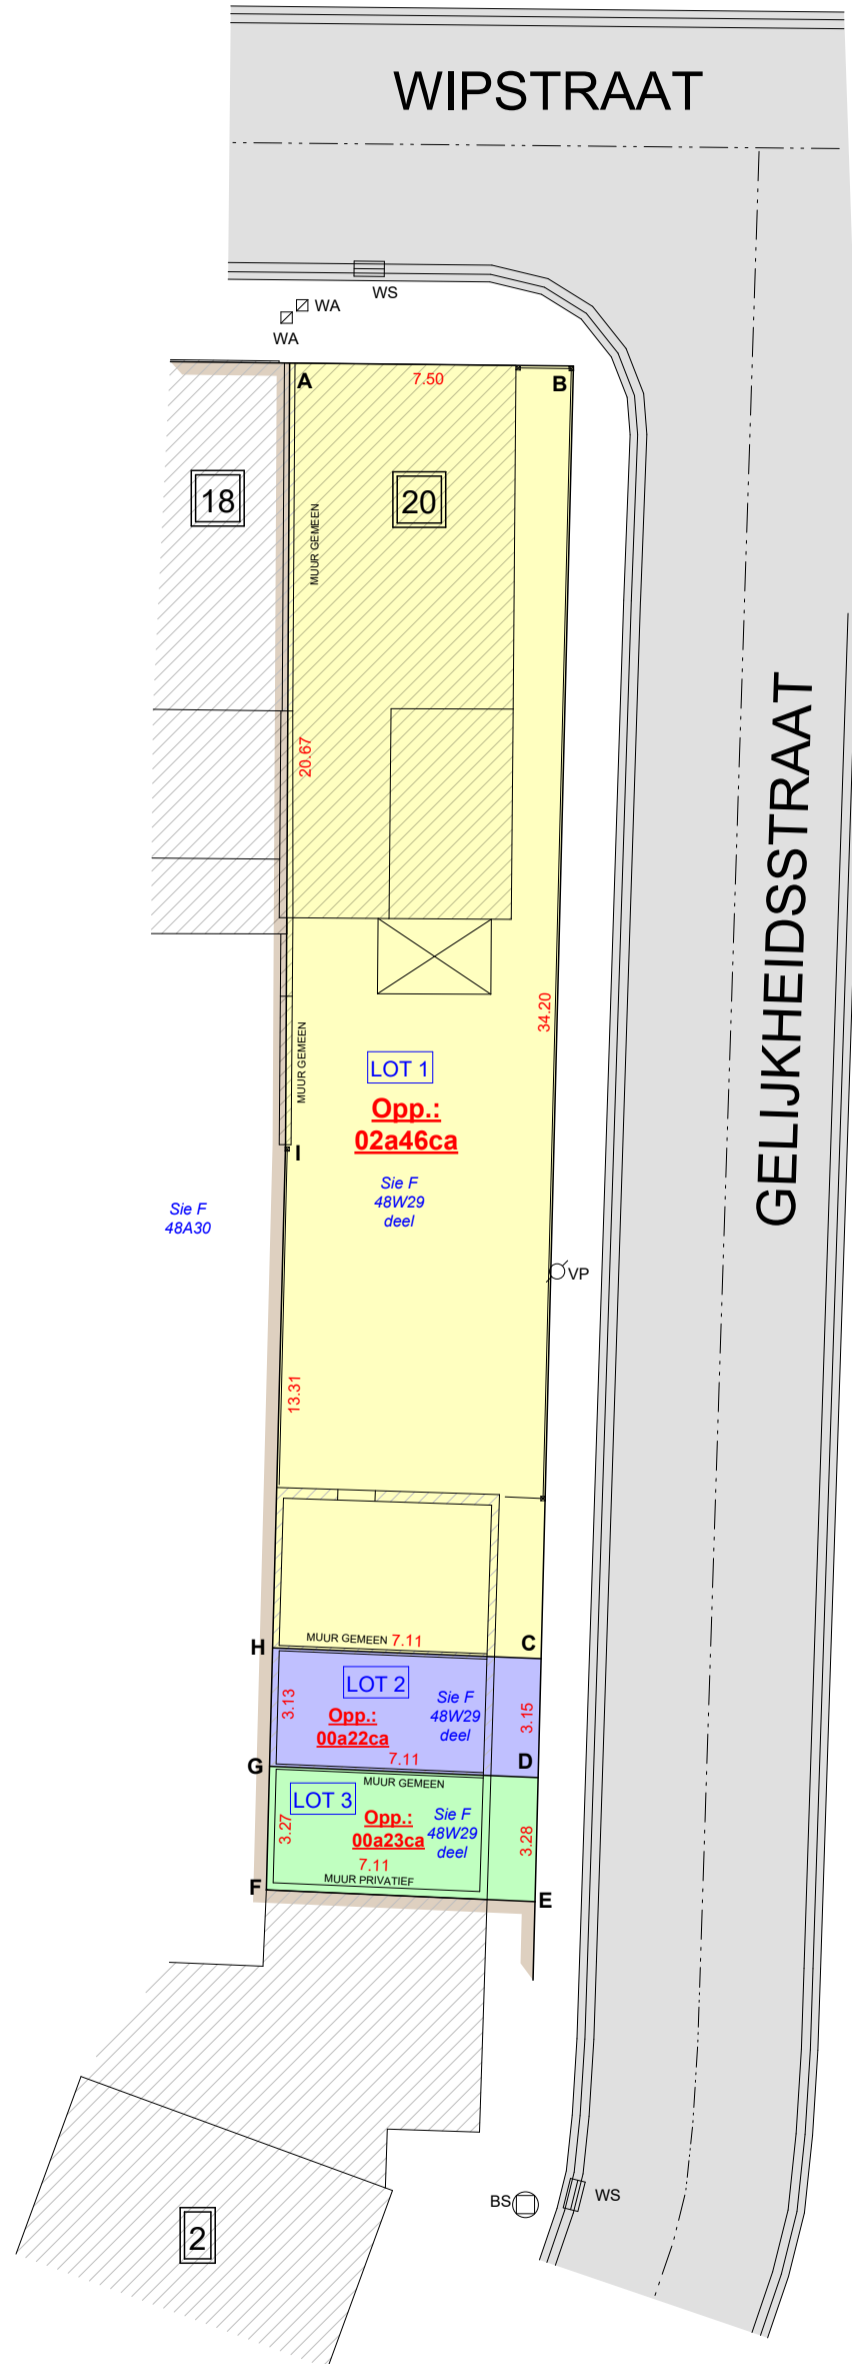 WIPSTRAAT
WS
WA
WA
A
7.50
B
18
20
MUUR GEMEEN
20.67
GELIJKHEIDSSTRAAT
34.20
MUUR GEMEEN
LOT 1
Opp.:
02a46ca
I
Sie F
48W29
deel
Sie F
48A30
VP
13.31
MUUR GEMEEN 7.11
H
C
LOT 2
3.13
Opp.:
00a22ca
Sie F
48W29
deel
3.15
7.11
G
D
MUUR GEMEEN
LOT 3
3.27
Opp.:
00a23ca
Sie F
48W29
deel
3.28
7.11
MUUR PRIVATIEF
F
E
BS
WS
2